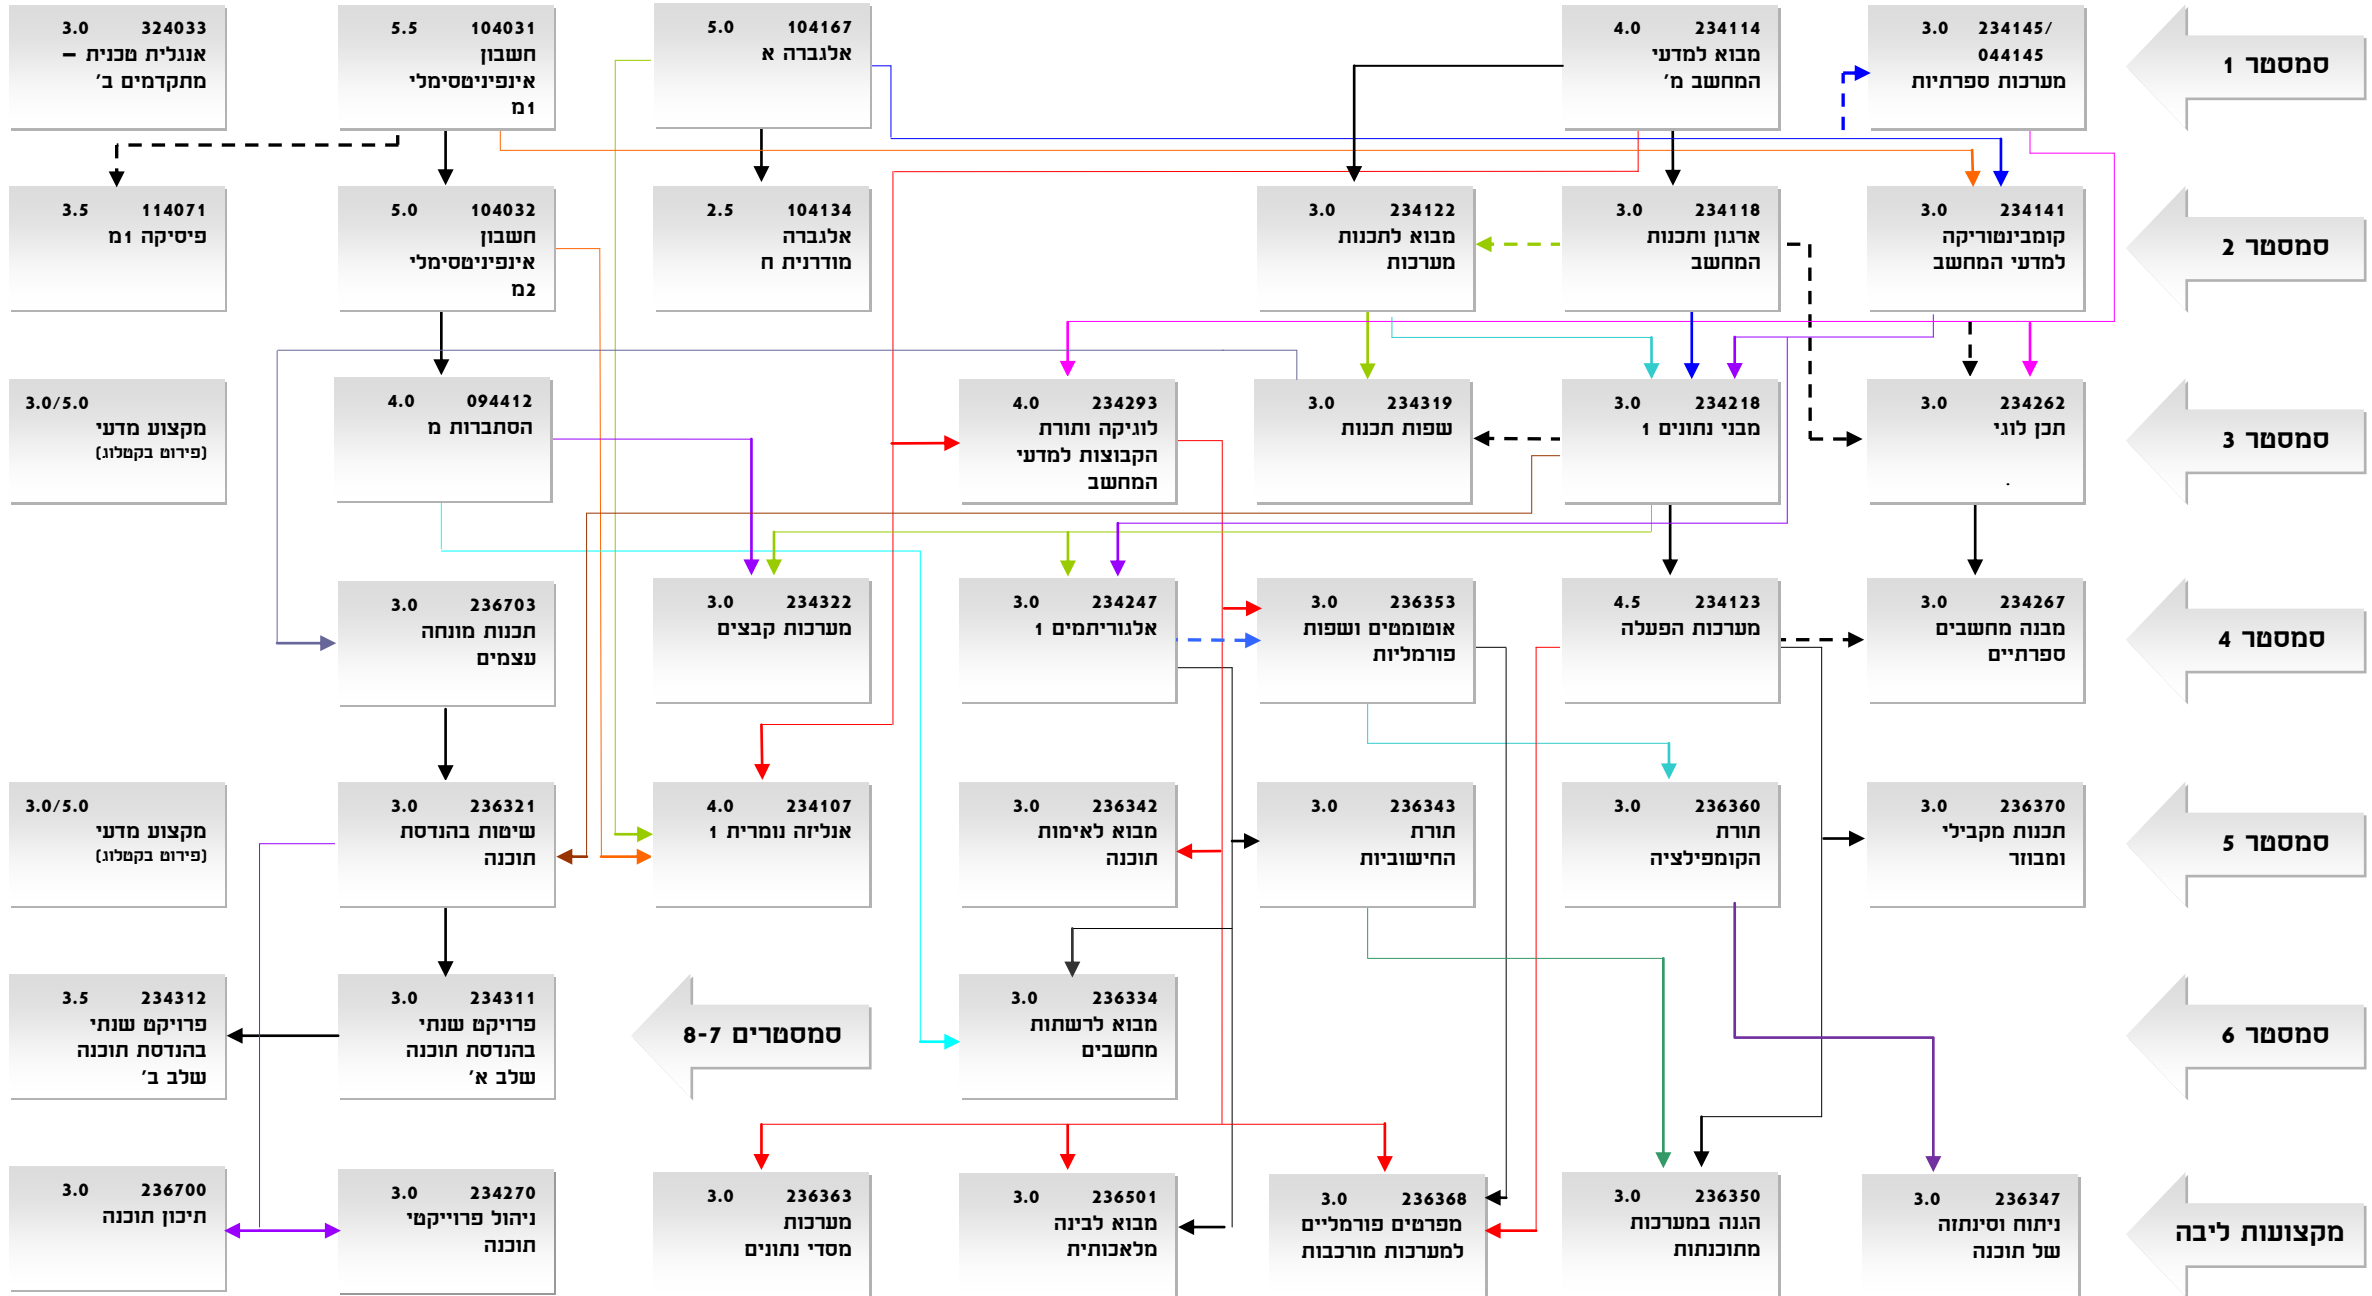 סמסטר 1
234145/ 3.0
044145
מערכות ספרתיות
234114 4.0
מבוא למדעי
המחשב מ'
104167 5.0
אלגברה א
104031 5.5
חשבון
אינפיניטסימלי
1מ
324033 3.0
אנגלית טכנית –
מתקדמים ב'
סמסטר 2
234141 3.0
קומבינטוריקה
למדעי המחשב
234118 3.0
ארגון ותכנות
המחשב
234122 3.0
מבוא לתכנות
מערכות
104134 2.5
אלגברה
מודרנית ח
104032 5.0
חשבון
אינפיניטסימלי
2מ
114071 3.5
פיסיקה 1מ
סמסטר 3
234262 3.0
תכן לוגי
.
234218 3.0
מבני נתונים 1
234319 3.0
שפות תכנות
234293 4.0
לוגיקה ותורת
הקבוצות למדעי
המחשב
094412 4.0
הסתברות מ
3.0/5.0
מקצוע מדעי
(פירוט בקטלוג)
סמסטר 4
234267 3.0
מבנה מחשבים
ספרתיים
234123 4.5
מערכות הפעלה
236353 3.0
אוטומטים ושפות
פורמליות
234247 3.0
אלגוריתמים 1
234322 3.0
מערכות קבצים
236703 3.0
תכנות מונחה
עצמים
סמסטר 5
236370 3.0
תכנות מקבילי
ומבוזר
236360 3.0
תורת
הקומפילציה
236343 3.0
תורת
החישוביות
236342 3.0
מבוא לאימות
תוכנה
234107 4.0
אנליזה נומרית 1
236321 3.0
שיטות בהנדסת
תוכנה
3.0/5.0
מקצוע מדעי
(פירוט בקטלוג)
סמסטר 6
236334 3.0
מבוא לרשתות
מחשבים
סמסטרים 8-7
234311 3.0
פרויקט שנתי
בהנדסת תוכנה
שלב א'
234312 3.5
פרויקט שנתי
בהנדסת תוכנה
שלב ב'
מקצועות ליבה
236347 3.0
ניתוח וסינתזה
של תוכנה
236350 3.0
הגנה במערכות
מתוכנתות
236368 3.0
מפרטים פורמליים
למערכות מורכבות
236501 3.0
מבוא לבינה
מלאכותית
236363 3.0
מערכות
מסדי נתונים
234270 3.0
ניהול פרוייקטי
תוכנה
236700 3.0
תיכון תוכנה